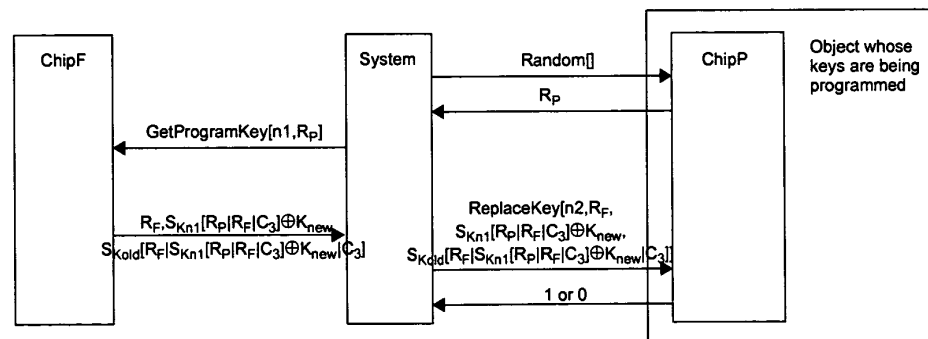 ChipF
System
ChipP
Object whose
keys are being
programmed
Random[]
R_P
GetProgramKey[n1,R_P]
R_F,S_Kn1[R_P|R_F|C_3]⊕K_new
S_Kold[R_F|S_Kn1[R_P|R_F|C_3]⊕K_new|C_3]
ReplaceKey[n2,R_F,
S_Kn1[R_P|R_F|C_3]⊕K_new,
S_Kold[R_F|S_Kn1[R_P|R_F|C_3]⊕K_new|C_3]]
1 or 0